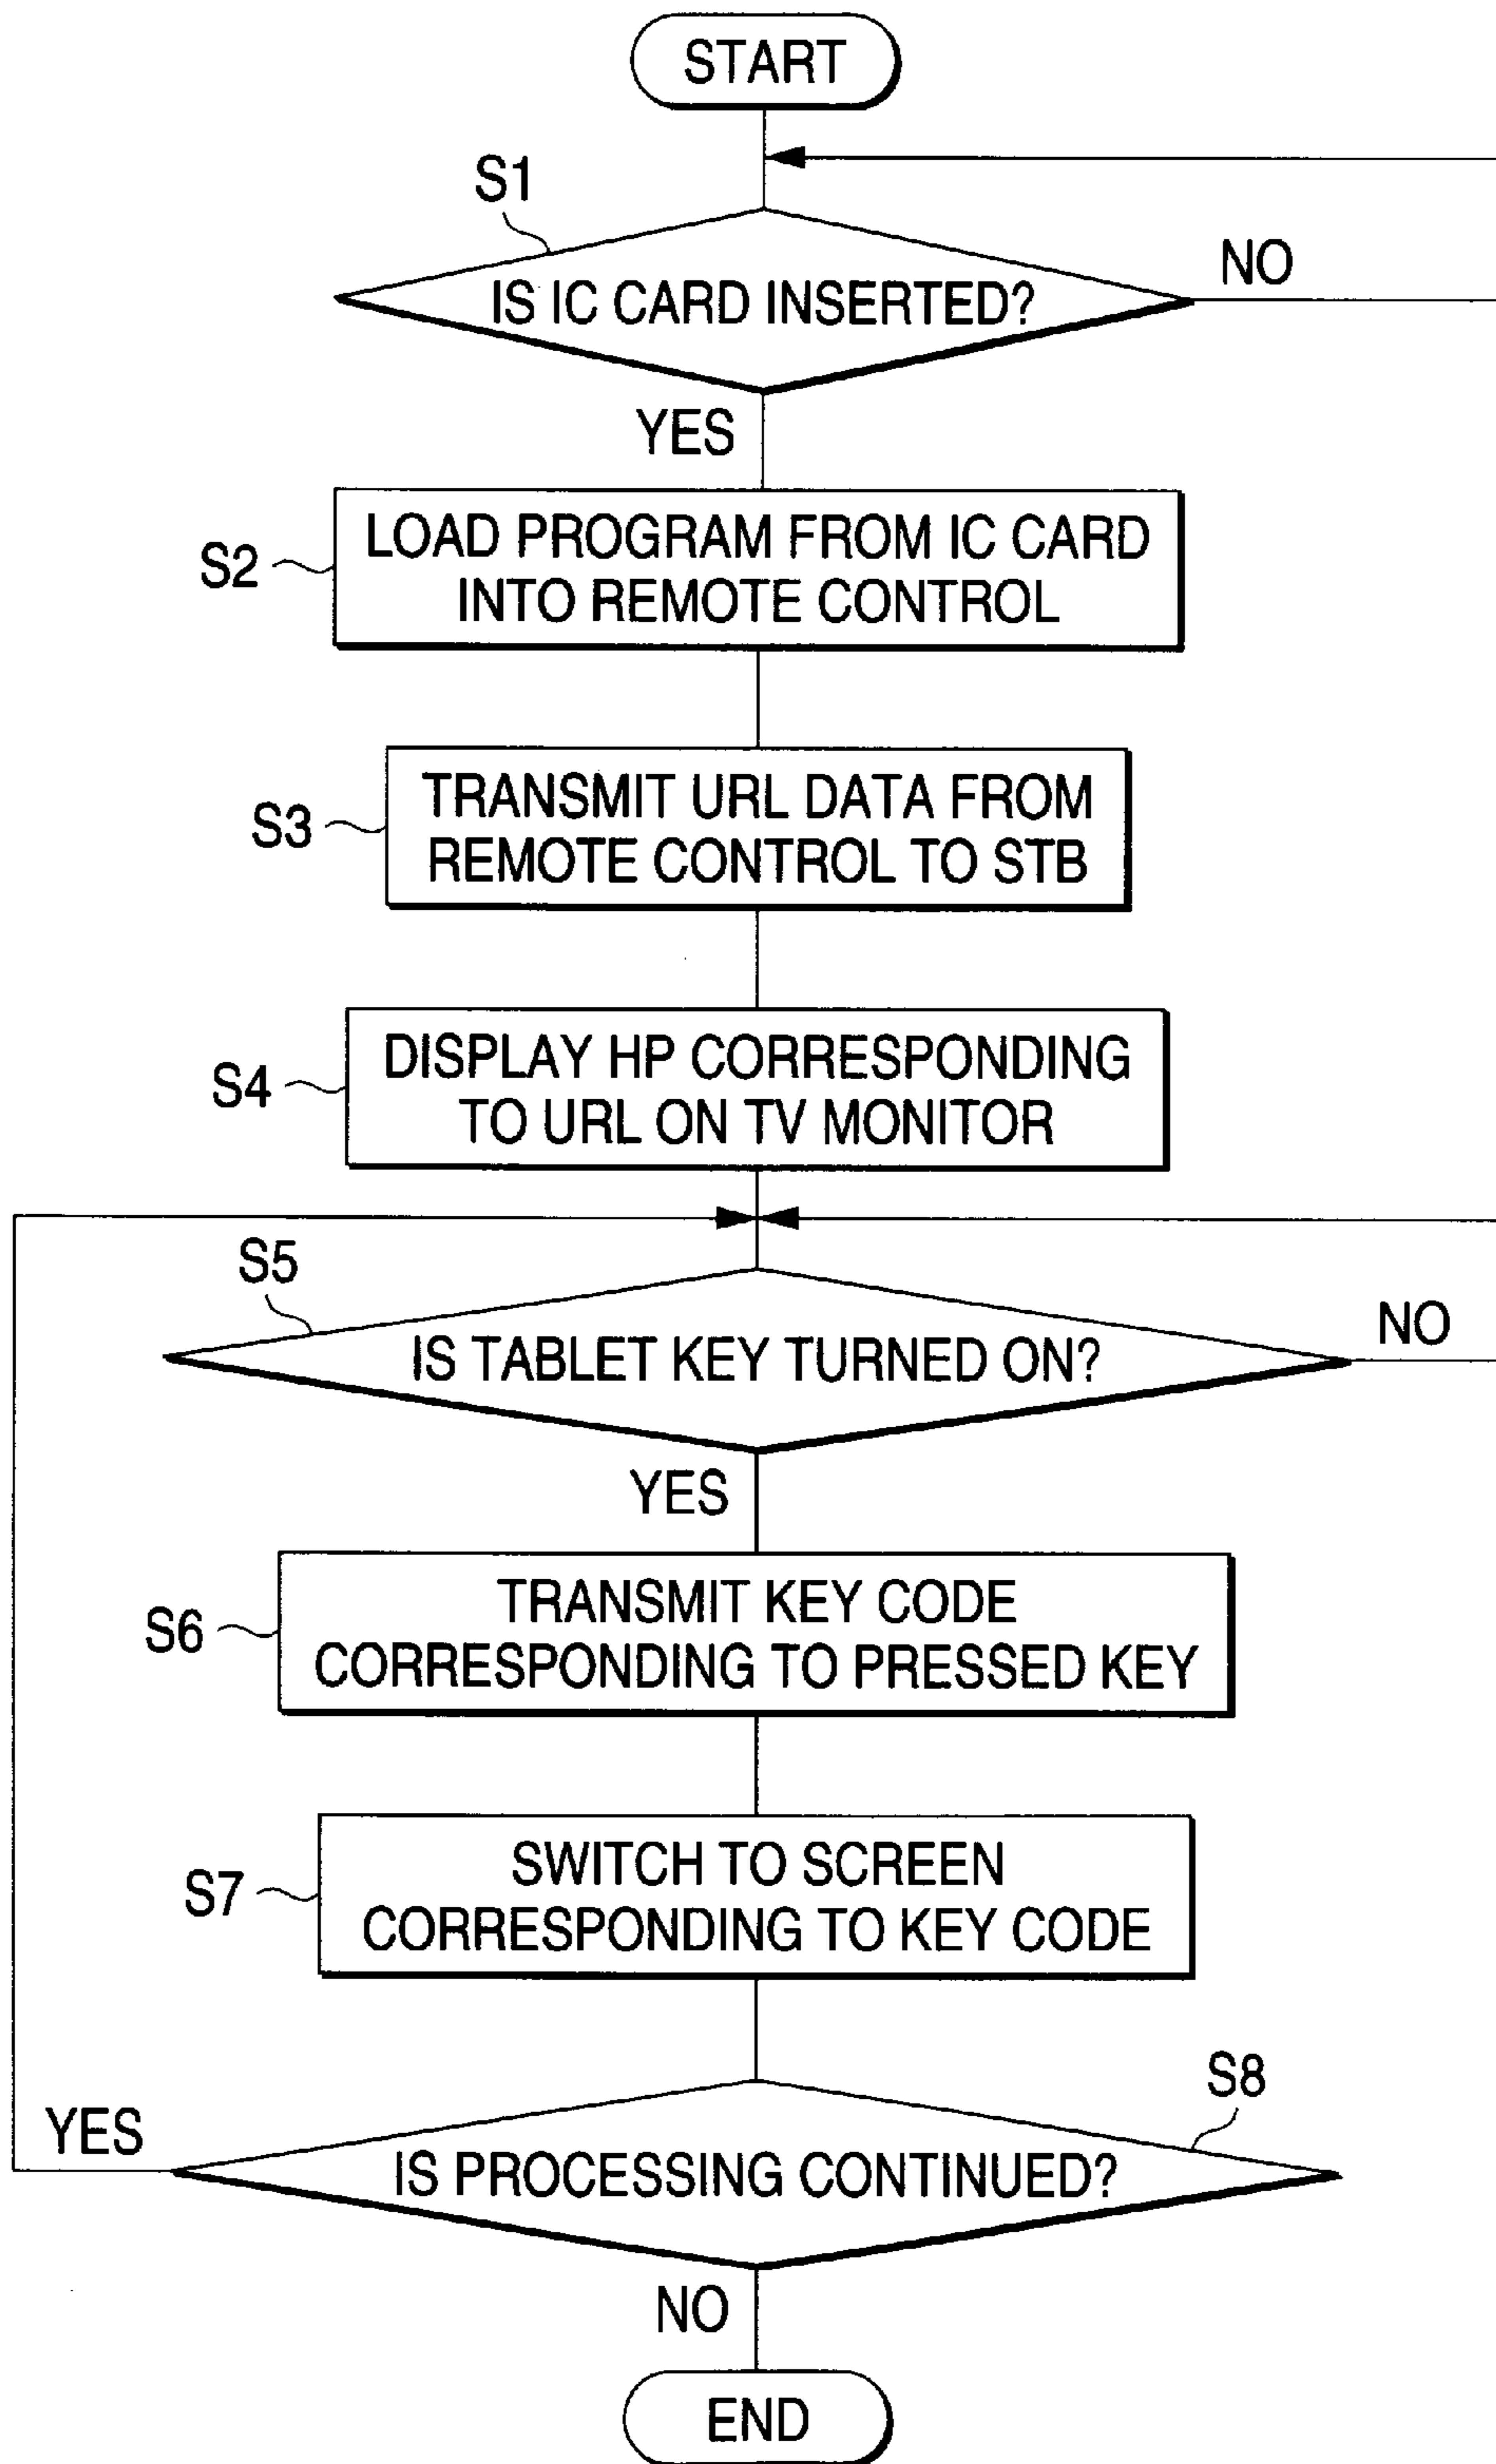 START
S1
IS IC CARD INSERTED?
NO
YES
S2
LOAD PROGRAM FROM IC CARD
INTO REMOTE CONTROL
S3
TRANSMIT URL DATA FROM
REMOTE CONTROL TO STB
S4
DISPLAY HP CORRESPONDING
TO URL ON TV MONITOR
S5
IS TABLET KEY TURNED ON?
NO
YES
S6
TRANSMIT KEY CODE
CORRESPONDING TO PRESSED KEY
S7
SWITCH TO SCREEN
CORRESPONDING TO KEY CODE
S8
YES
IS PROCESSING CONTINUED?
NO
END